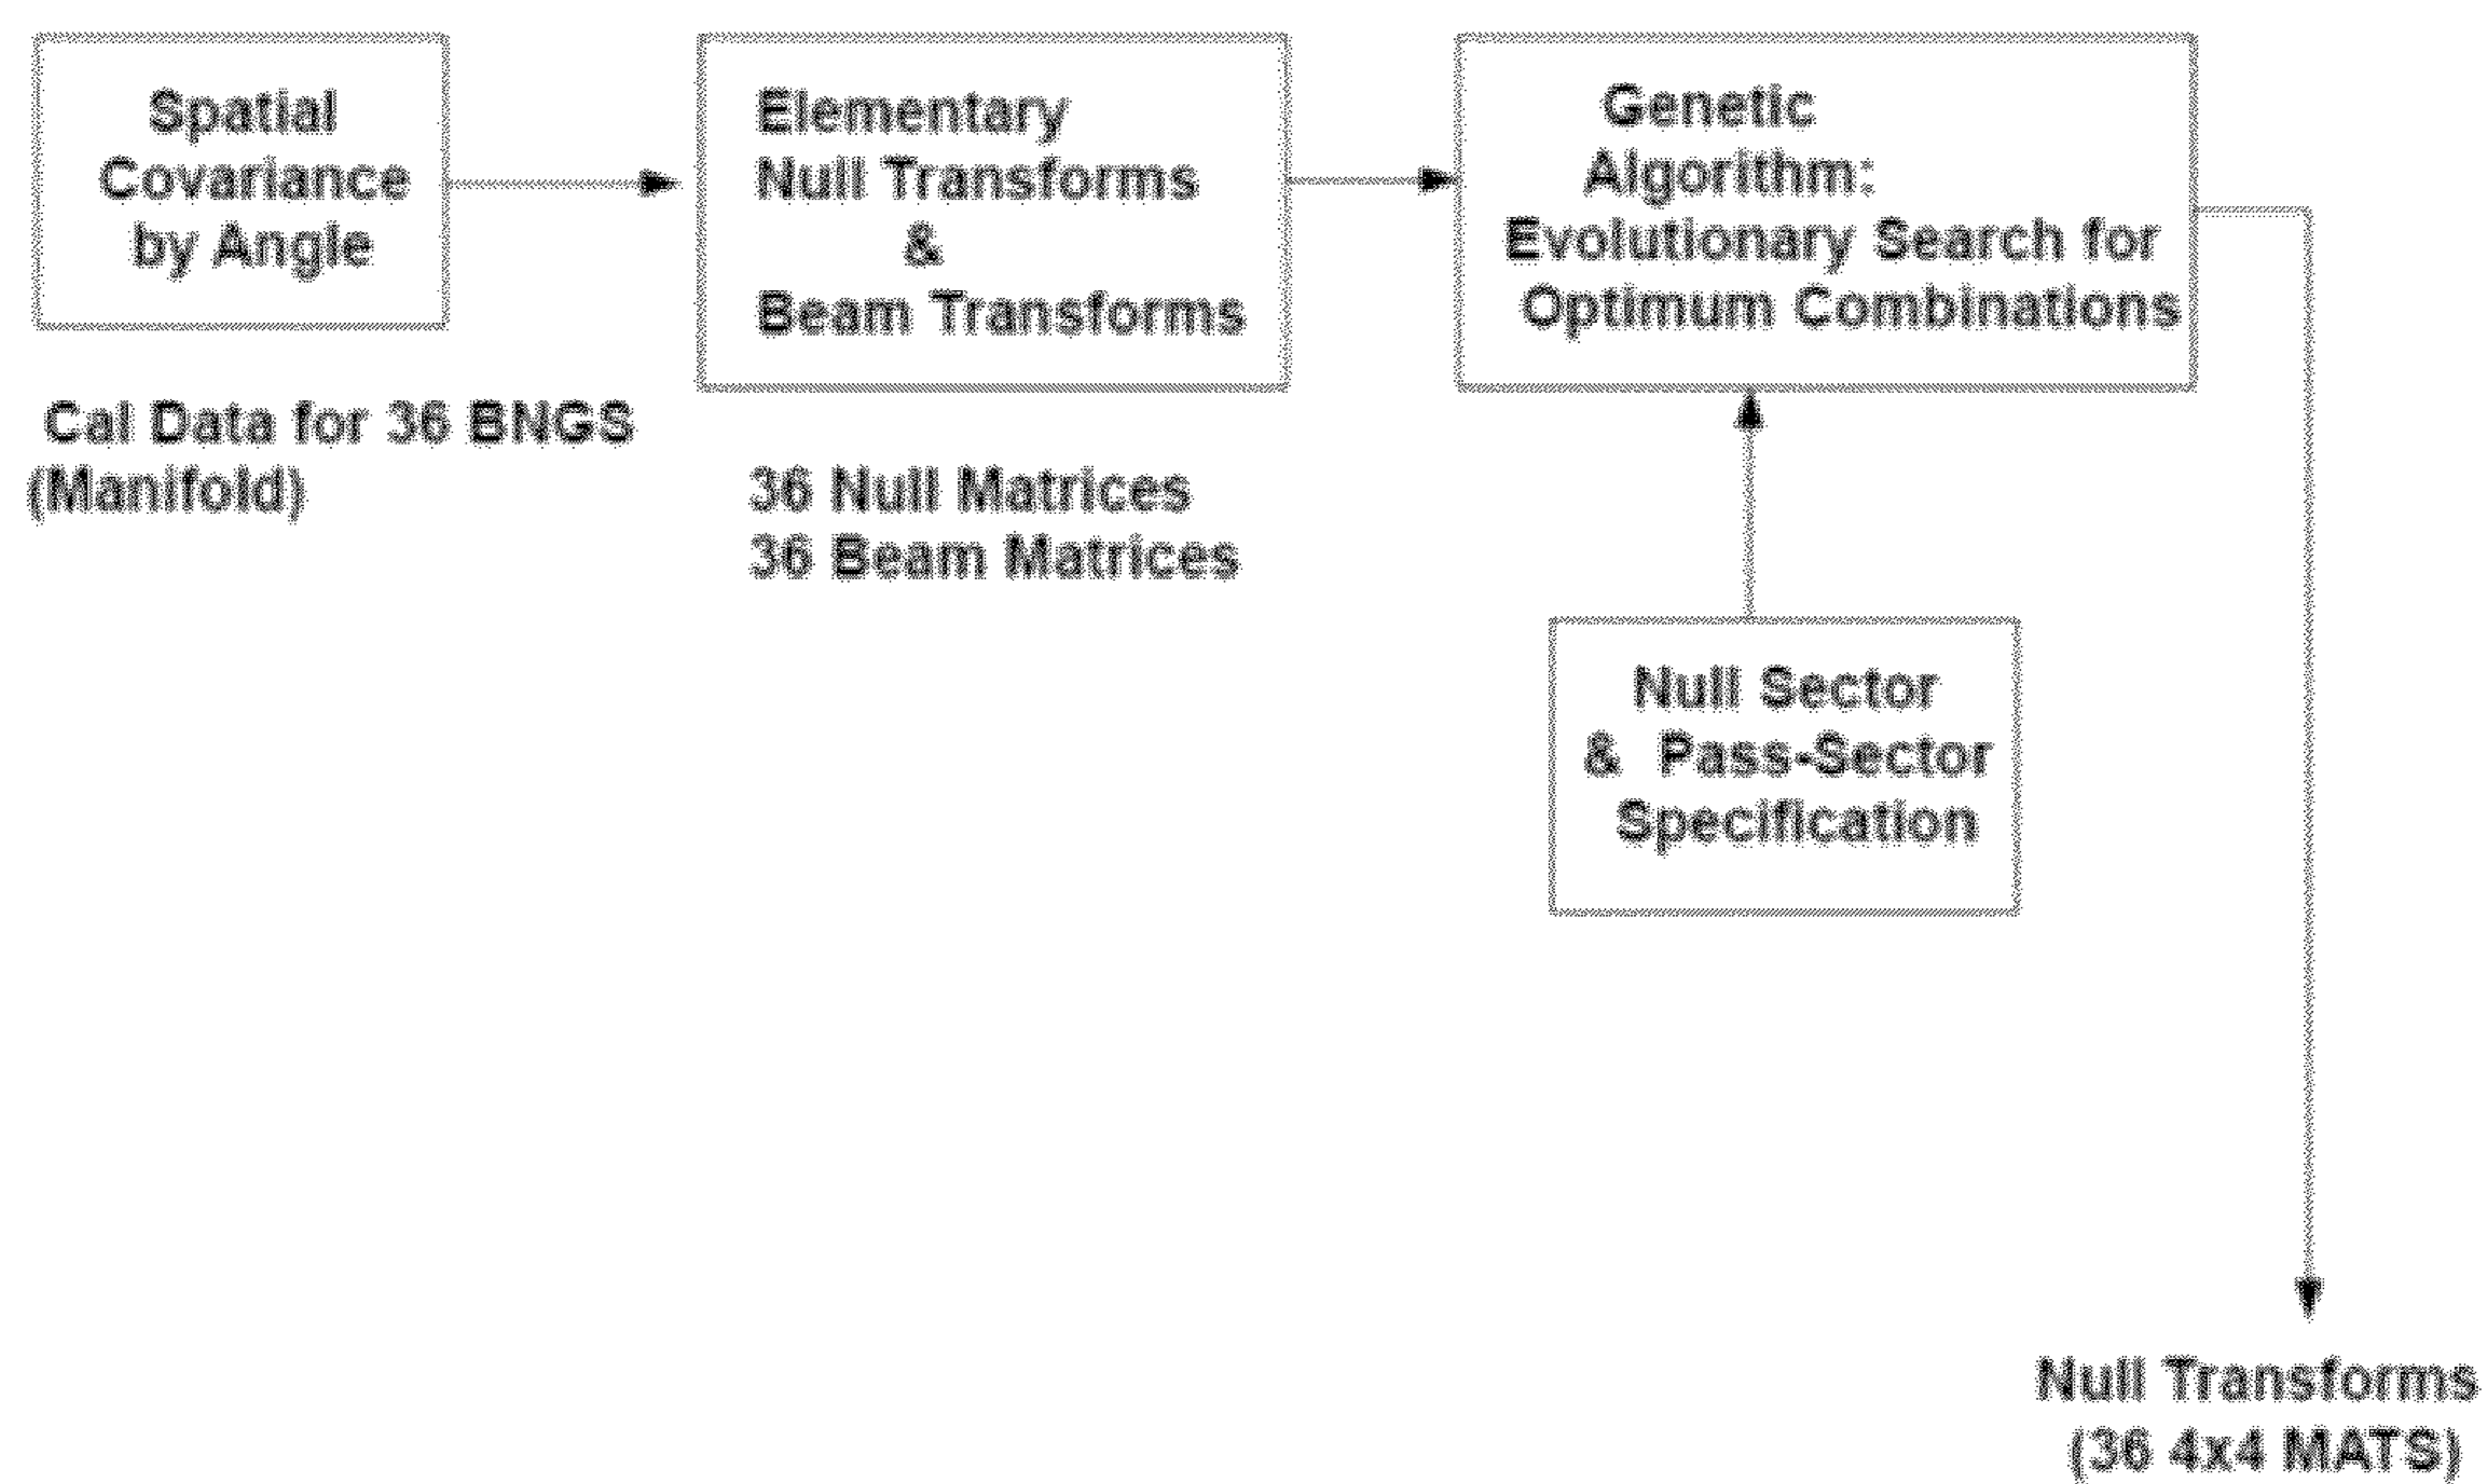 Spatial
Covariance
by Angle
Cal Data for 36 BNGS
(Manifold)
Elementary
Null Transforms
&
Beam Transforms
36 Null Matrices
36 Beam Matrices
Genetic
Algorithm:
Evolutionary Search for
Optimum Combinations
Null Sector
& Pass-Sector
Specification
Null Transforms
(36 4x4 MATS)